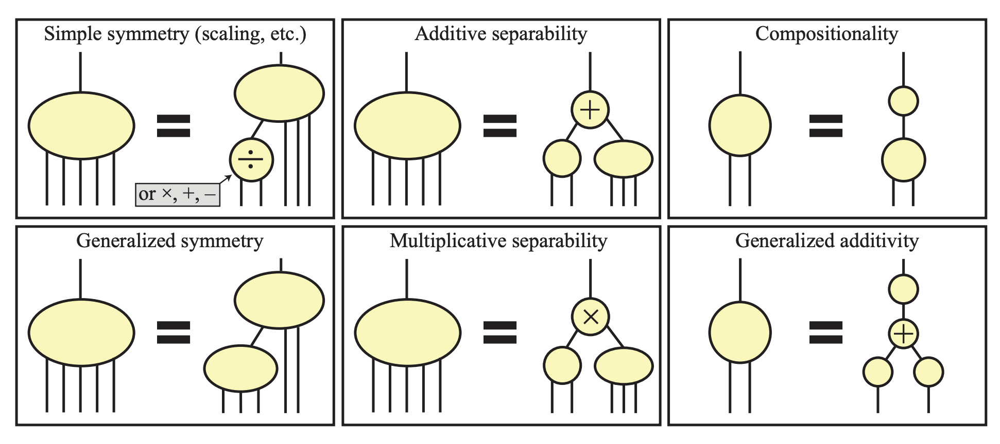 Simple symmetry (scaling, etc.)
=
÷
or ×, +, –
Additive separability
=
+
Compositionality
=
Generalized symmetry
=
Multiplicative separability
=
×
Generalized additivity
=
+